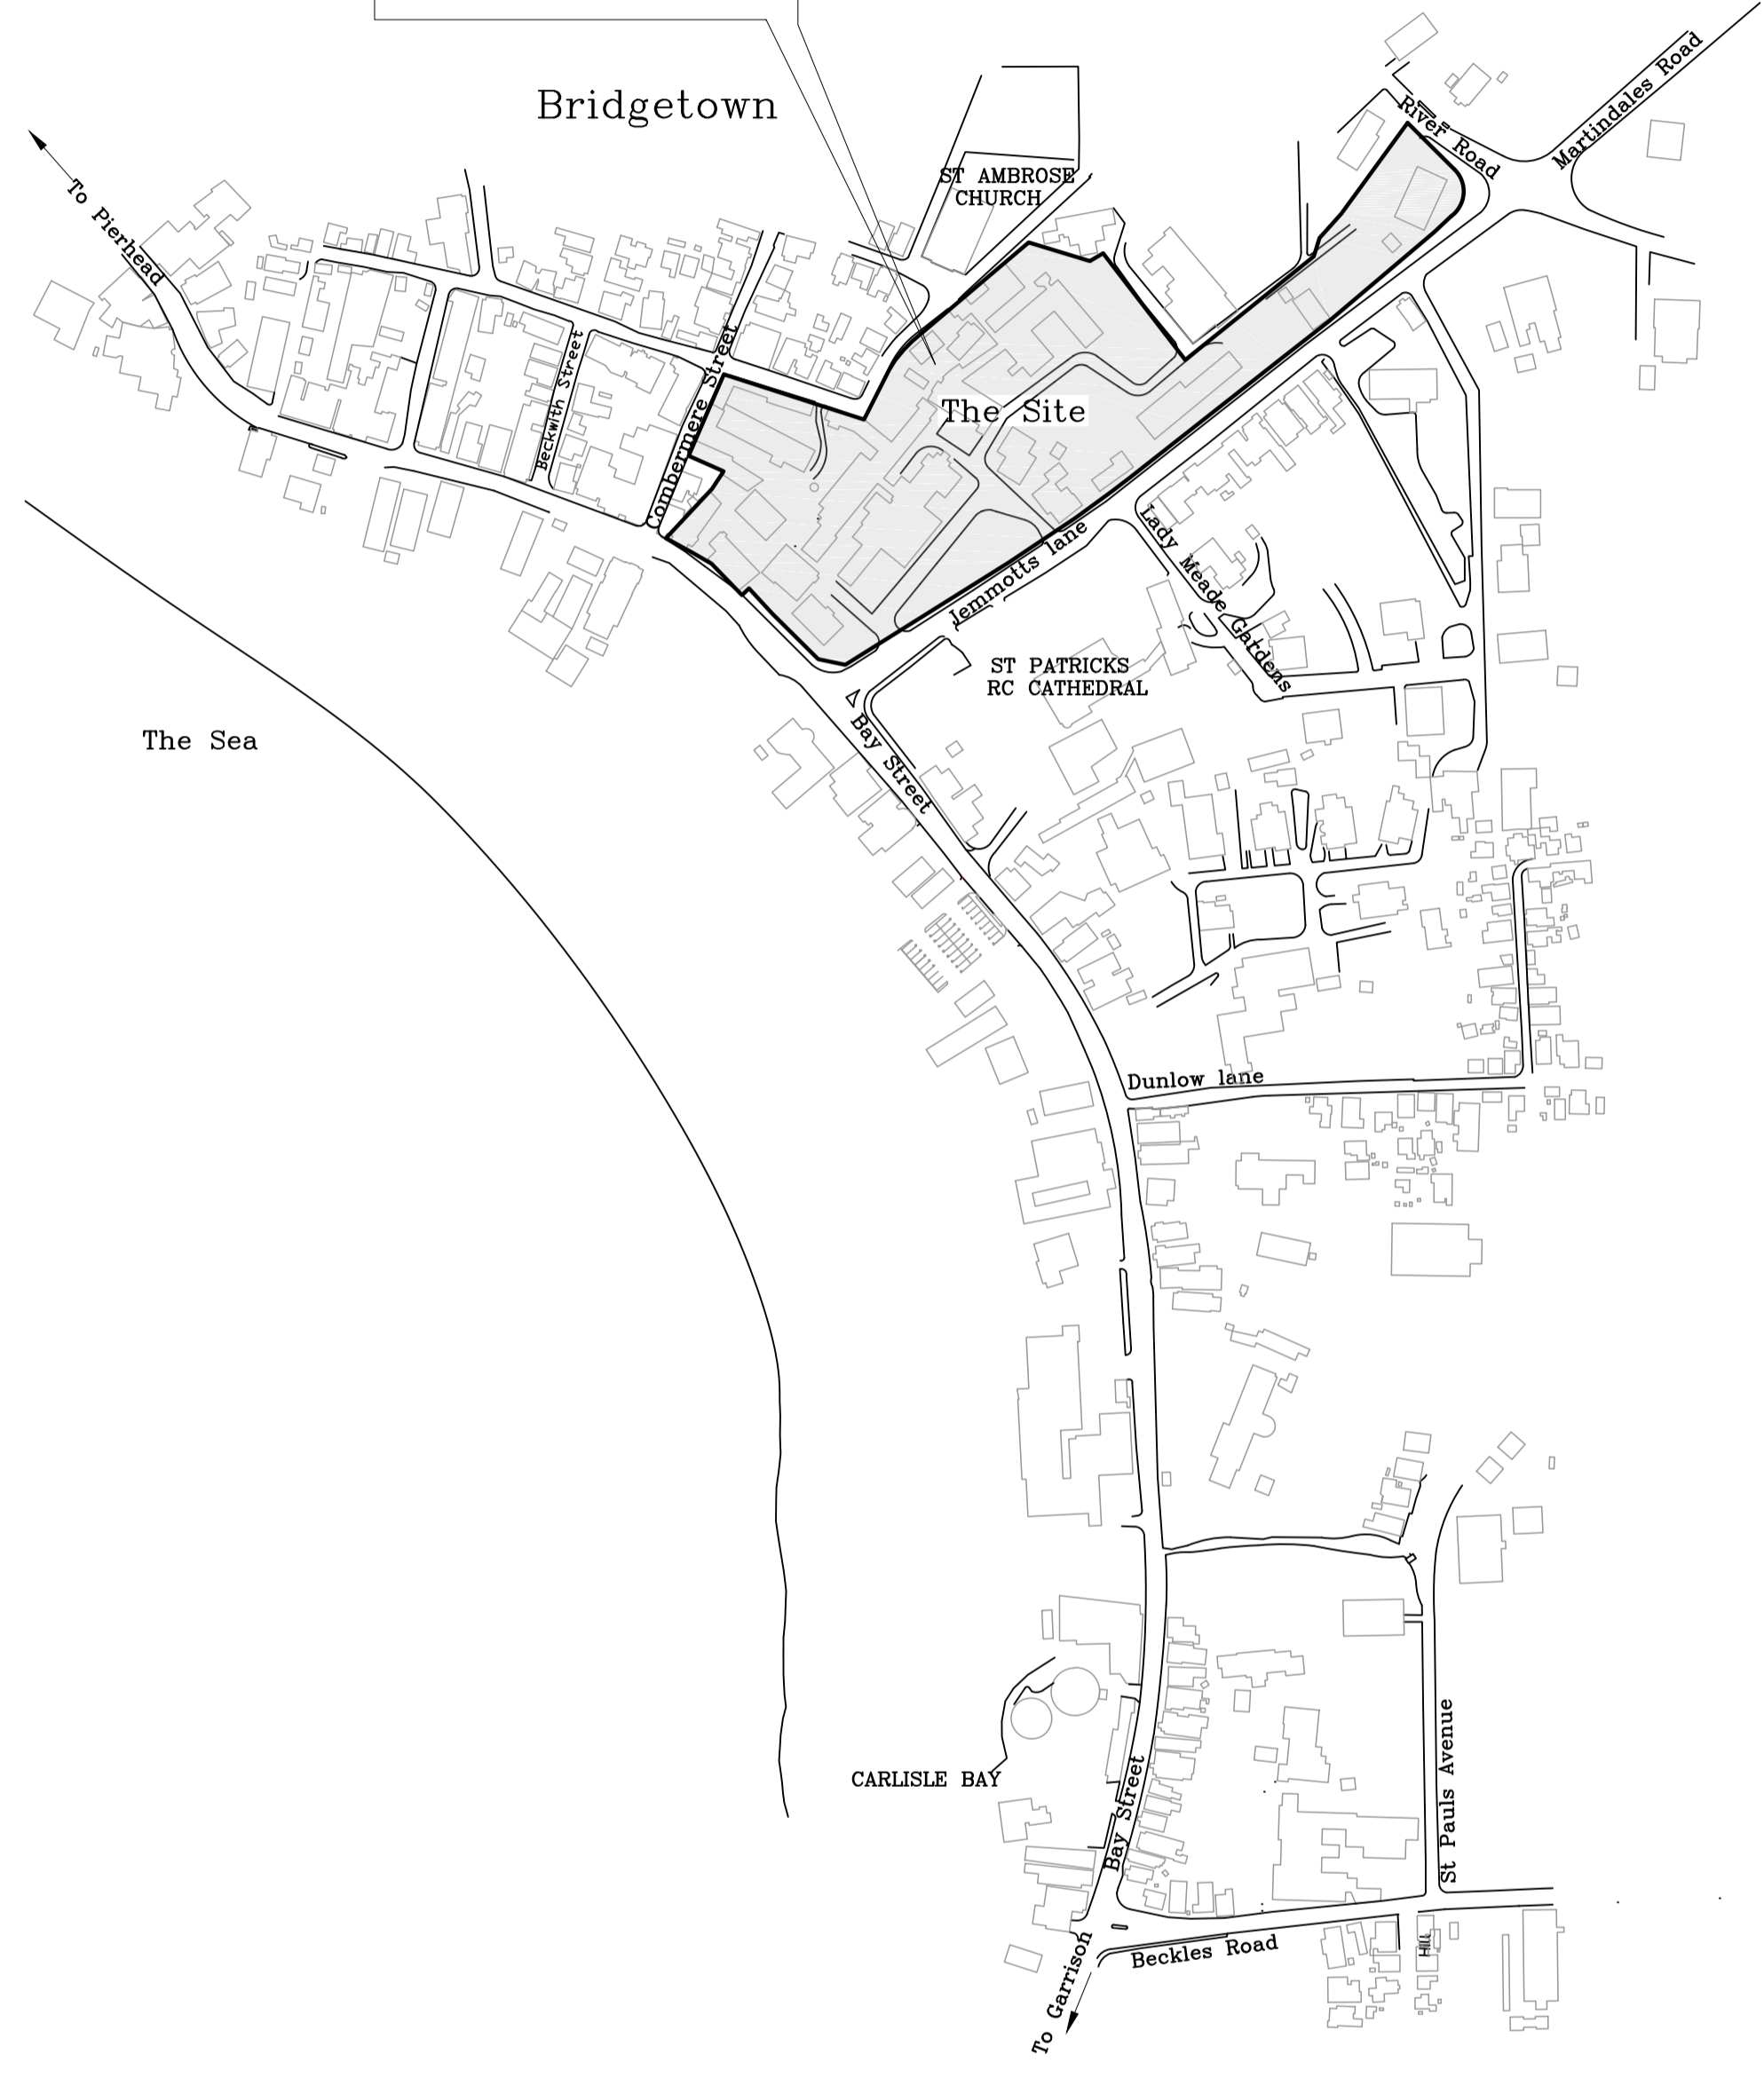 Bridgetown
River Road
Martindales Road
ST AMBROSE
CHURCH
To Pierhead
Beckwith Street
Combermere Street
The Site
Jemmotts lane
Lady Meade Gardens
ST PATRICKS
RC CATHEDRAL
The Sea
Bay Street
Dunlow lane
CARLISLE BAY
Bay Street
St Pauls Avenue
Beckles Road
Hill
To Garrison